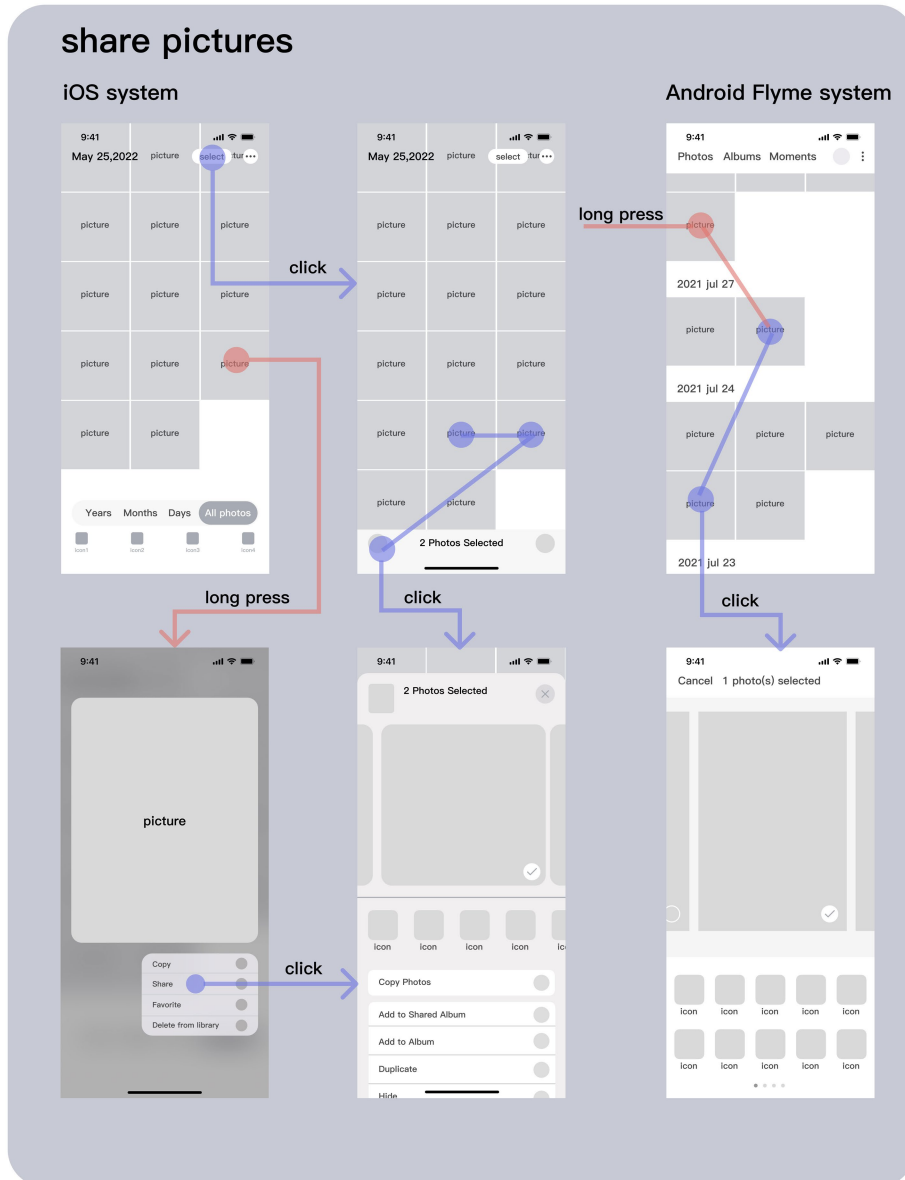 share pictures
iOS system
Android Flyme system
9:41
May 25,2022 picture select tur
picture picture picture
picture picture picture
picture picture picture
picture picture
Years Months Days All photos
icon1 icon2 icon3 icon4
click
9:41
May 25,2022 picture select tur
picture picture picture
picture picture picture
picture picture picture
picture picture picture
picture picture
2 Photos Selected
long press
9:41
Photos Albums Moments
picture
2021 jul 27
picture picture
2021 jul 24
picture picture picture
picture picture
2021 jul 23
long press
click
click
9:41
picture
Copy
Share
Favorite
Delete from library
click
9:41
2 Photos Selected
icon icon icon icon ic
Copy Photos
Add to Shared Album
Add to Album
Duplicate
Hide
9:41
Cancel 1 photo(s) selected
icon icon icon icon icon
icon icon icon icon icon